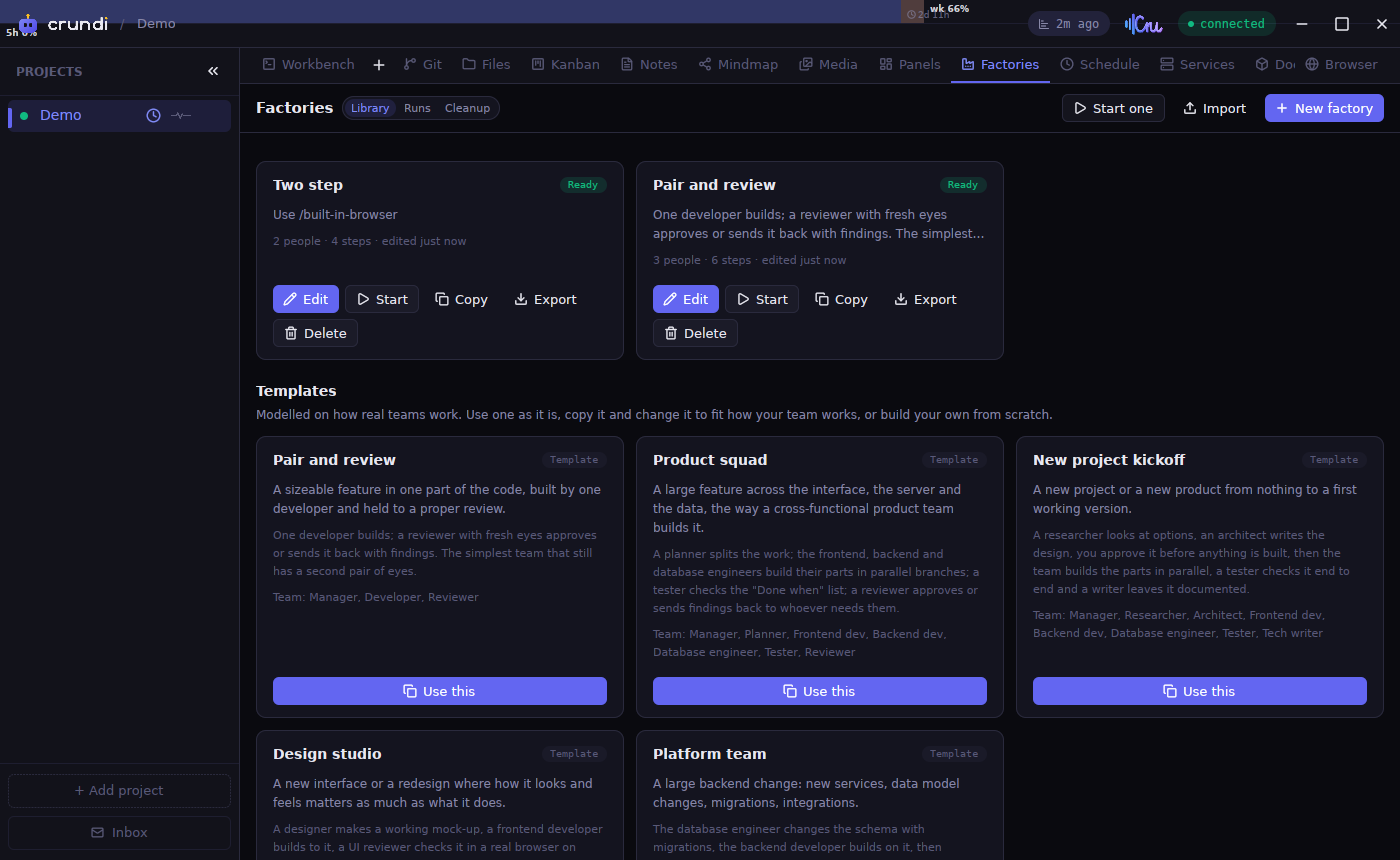 wk 66%
2d 11h
5h
crundi / Demo
2m ago
Cru
connected
PROJECTS
Workbench
Git
Files
Kanban
Notes
Mindmap
Media
Panels
Factories
Schedule
Services
Browser
Demo
Factories
Library
Runs
Cleanup
Start one
Import
New factory
Two step
Ready
Use /built-in-browser
2 people · 4 steps · edited just now
Edit
Start
Copy
Export
Delete
Pair and review
Ready
One developer builds; a reviewer with fresh eyes
approves or sends it back with findings. The simplest…
3 people · 6 steps · edited just now
Edit
Start
Copy
Export
Delete
Templates
Modelled on how real teams work. Use one as it is, copy it and change it to fit how your team works, or build your own from scratch.
Pair and review
Template
A sizeable feature in one part of the code, built by one
developer and held to a proper review.
One developer builds; a reviewer with fresh eyes approves
or sends it back with findings. The simplest team that still
has a second pair of eyes.
Team: Manager, Developer, Reviewer
Use this
Product squad
Template
A large feature across the interface, the server and
the data, the way a cross-functional product team
builds it.
A planner splits the work; the frontend, backend and
database engineers build their parts in parallel branches; a
tester checks the "Done when" list; a reviewer approves or
sends findings back to whoever needs them.
Team: Manager, Planner, Frontend dev, Backend dev,
Database engineer, Tester, Reviewer
Use this
New project kickoff
Template
A new project or a new product from nothing to a first
working version.
A researcher looks at options, an architect writes the
design, you approve it before anything is built, then the
team builds the parts in parallel, a tester checks it end to
end and a writer leaves it documented.
Team: Manager, Researcher, Architect, Frontend dev,
Backend dev, Database engineer, Tester, Tech writer
Use this
Design studio
Template
A new interface or a redesign where how it looks and
feels matters as much as what it does.
A designer makes a working mock-up, a frontend developer
builds to it, a UI reviewer checks it in a real browser on
Platform team
Template
A large backend change: new services, data model
changes, migrations, integrations.
The database engineer changes the schema with
migrations, the backend developer builds on it, then
+ Add project
Inbox